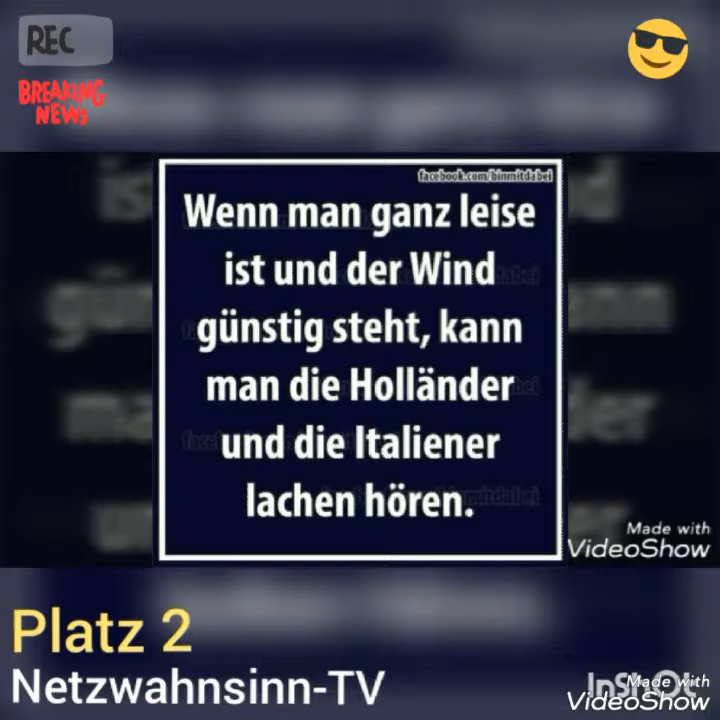 REC
BREAKING
NEWS
facebook.com/binmitdabei
Wenn man ganz leise
ist und der Wind
günstig steht, kann
man die Holländer
und die Italiener
lachen hören.
Made with
VideoShow
Platz 2
Netzwahnsinn-TV
InShOt
Made with
VideoShow